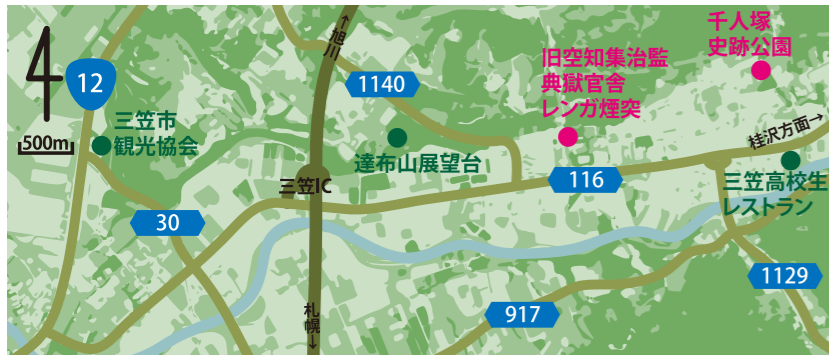 ←旭川
千人塚
史跡公園
旧空知集治監
典獄官舎
レンガ煙突
12
1140
500m
三笠市
観光協会
達布山展望台
桂沢方面→
三笠IC
116
三笠高校生
レストラン
30
1129
917
札幌→